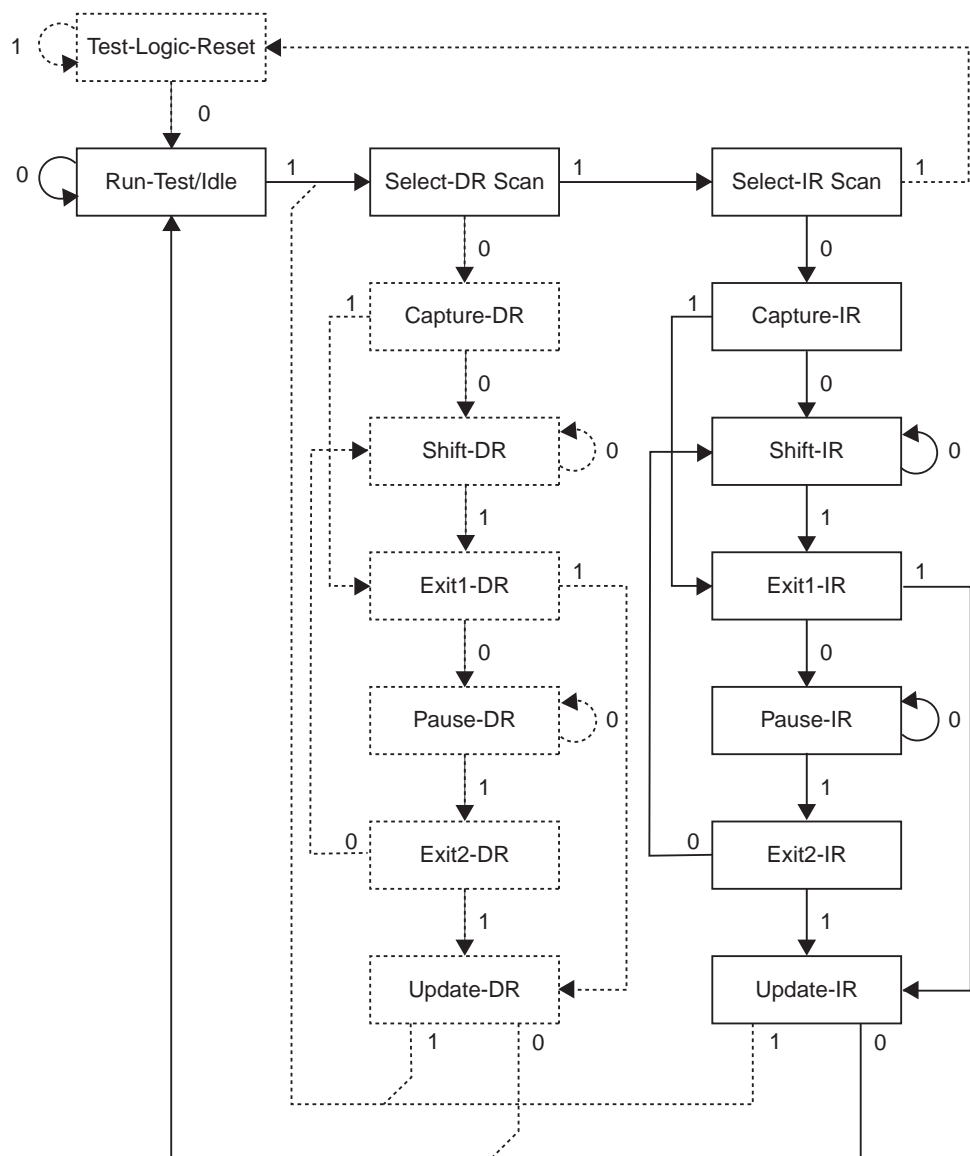 1
Test-Logic-Reset
0
0
Run-Test/Idle
1
Select-DR Scan
1
Select-IR Scan
1
0
0
1
Capture-DR
1
Capture-IR
0
0
Shift-DR
0
Shift-IR
0
1
1
Exit1-DR
1
Exit1-IR
1
0
0
Pause-DR
0
Pause-IR
0
1
1
0
Exit2-DR
0
Exit2-IR
1
1
Update-DR
Update-IR
1
0
1
0